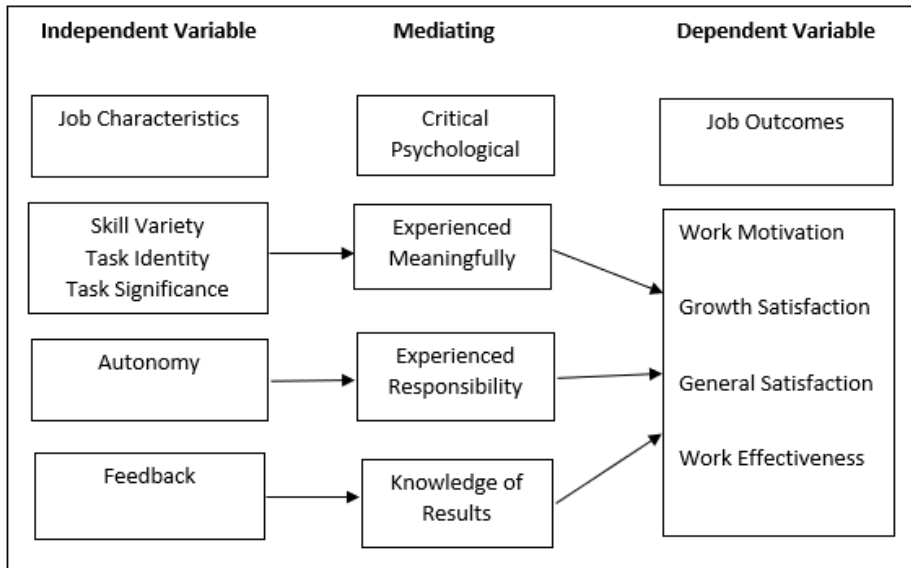 Independent Variable
Mediating
Dependent Variable
Job Characteristics
Critical
Psychological
Job Outcomes
Skill Variety
Task Identity
Task Significance
Experienced
Meaningfully
Work Motivation
Growth Satisfaction
General Satisfaction
Work Effectiveness
Autonomy
Experienced
Responsibility
Feedback
Knowledge of
Results